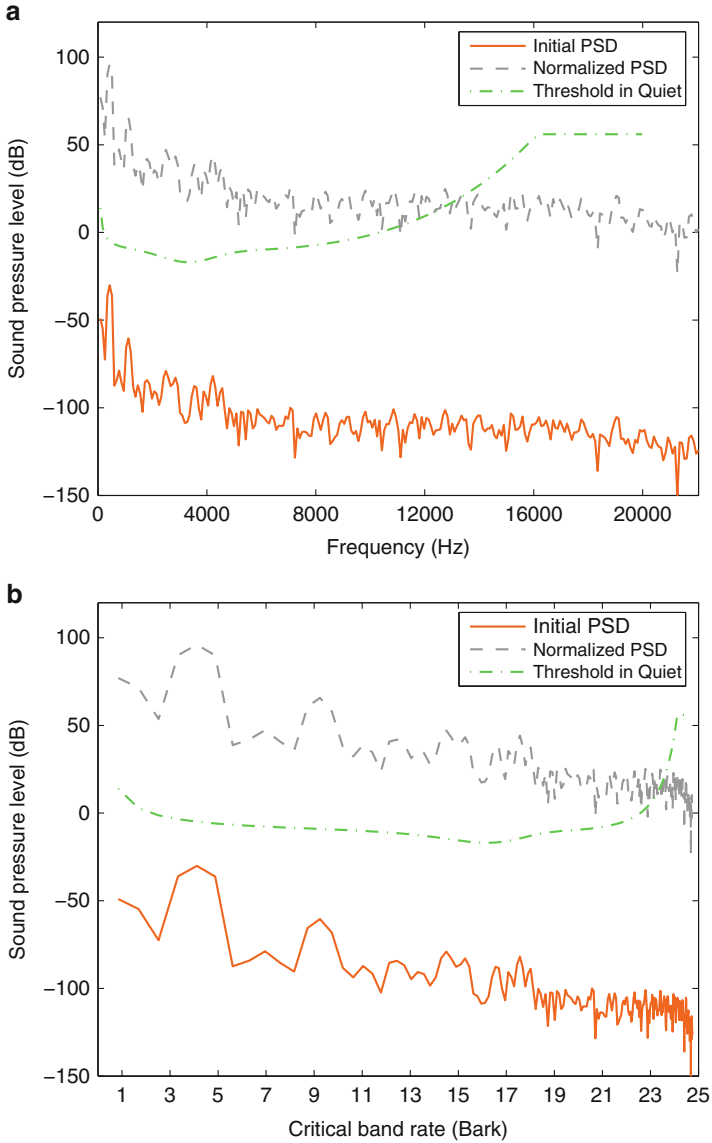 a
100
50
0
−50
−100
−150
Sound pressure level (dB)
Initial PSD
Normalized PSD
Threshold in Quiet
0 4000 8000 12000 16000 20000
Frequency (Hz)
b
100
50
0
−50
−100
−150
Sound pressure level (dB)
Initial PSD
Normalized PSD
Threshold in Quiet
1 3 5 7 9 11 13 15 17 19 21 23 25
Critical band rate (Bark)